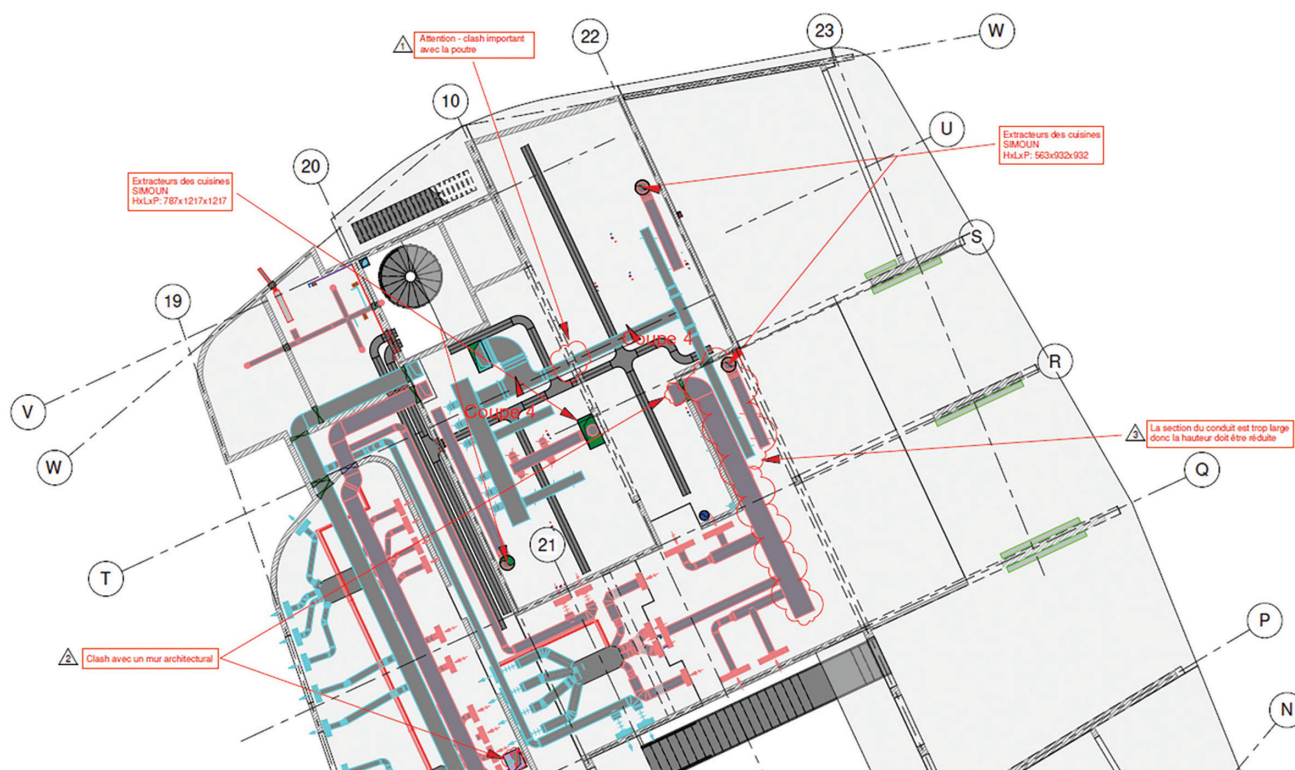 23
W
22
1
Attention - clash important
avec la poutre
10
U
Extracteurs des cuisines
SIMOUN
HxLxP: 563x932x932
20
Extracteurs des cuisines
SIMOUN
HxLxP: 787x1217x1217
S
19
Coupe 4
R
V
Coupe 4
3
La section du conduit est trop large
donc la hauteur doit être réduite
W
Q
21
T
P
2
Clash avec un mur architectural
N